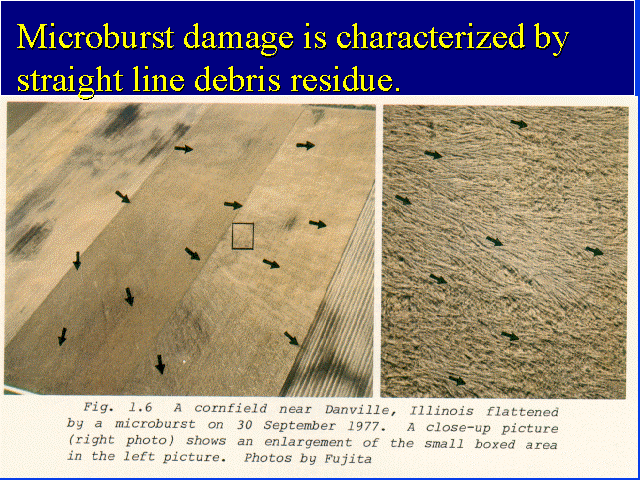 Microburst damage is characterized by
straight line debris residue.
Fig. 1.6 A cornfield near Danville, Illinois flattened
by a microburst on 30 September 1977. A close-up picture
(right photo) shows an enlargement of the small boxed area
in the left picture. Photos by Fujita